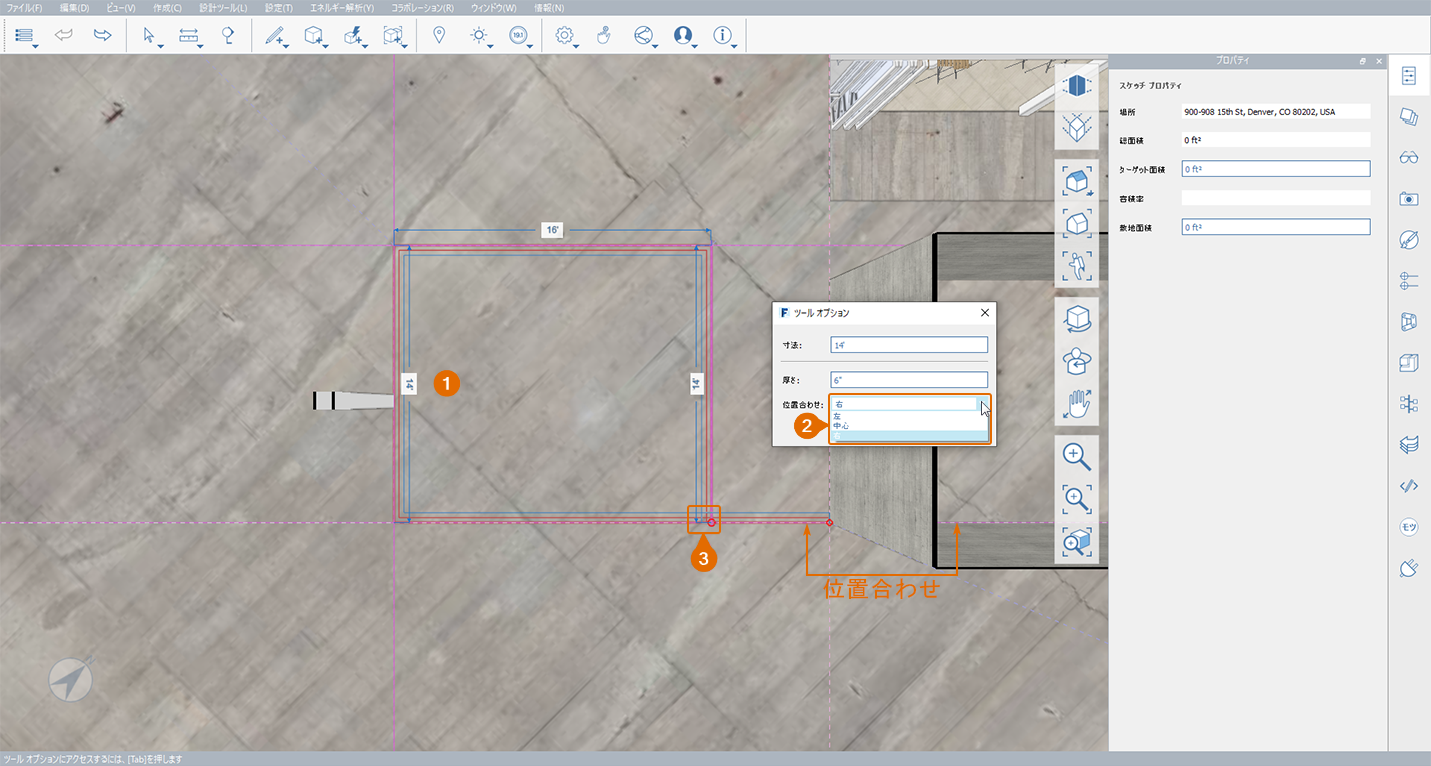 ファイル(F) 編集(D) ビュー(V) 作成(C) 設計ツール(L) 設定(T) エネルギー解析(Y) コラボレーション(R) ウィンドウ(W) 情報(N)
191
プロパティ
スケッチ プロパティ
場所 900-908 15th St, Denver, CO 80202, USA
総面積 0 ft²
ターゲット面積 0 ft²
容積率
敷地面積 0 ft²
16'
14'
14'
1
F ツール オプション
寸法: 14'
厚さ: 6"
位置合わせ: 右
左
中心
2
3
位置合わせ
モツ
ツール オプションにアクセスするには、[Tab]を押します